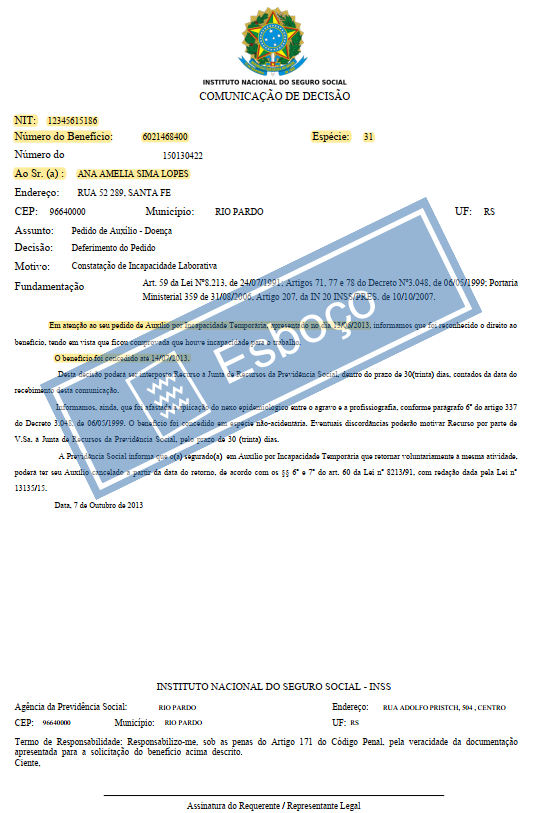 INSTITUTO NACIONAL DO SEGURO SOCIAL
COMUNICAÇÃO DE DECISÃO
NIT: 12345615186
Número do Benefício: 6021468400 Espécie: 31
Número do 150130422
Ao Sr. (a) : ANA AMELIA SIMA LOPES
Endereço: RUA 52 289, SANTA FE
CEP: 96640000 Município: RIO PARDO UF: RS
Assunto: Pedido de Auxílio - Doença
Decisão: Deferimento do Pedido
Motivo: Constatação de Incapacidade Laborativa
Fundamentação Art. 59 da Lei Nº8.213, de 24/07/1991; Artigos 71, 77 e 78 do Decreto Nº3.048, de 06/05/1999; Portaria
Ministerial 359 de 31/08/2006, Artigo 207, da IN 20 INSS/PRES. de 10/10/2007.
Em atenção ao seu pedido de Auxílio por Incapacidade Temporária, apresentado no dia 13/06/2013, informamos que foi reconhecido o direito ao
benefício, tendo em vista que ficou comprovada que houve incapacidade para o trabalho.
O benefício foi concedido até 14/07/2013.
Desta decisão poderá ser interposto Recurso à Junta de Recursos da Previdência Social, dentro do prazo de 30(trinta) dias, contados da data do
recebimento desta comunicação.
Informamos, ainda, que foi afastada a aplicação do nexo epidemiológico entre o agravo e a profissiografia, conforme parágrafo 6º do artigo 337
do Decreto 3.048, de 06/05/1999. O benefício foi concedido em espécie não-acidentária. Eventuais discordâncias poderão motivar Recurso por parte de
V.Sa. à Junta de Recursos da Previdência Social, pelo prazo de 30 (trinta) dias.
A Previdência Social informa que o(a) segurado(a) em Auxílio por Incapacidade Temporária que retornar voluntariamente à mesma atividade,
poderá ter seu Auxílio cancelado a partir da data do retorno, de acordo com os §§ 6º e 7º do art. 60 da Lei nº 8213/91, com redação dada pela Lei nº
13135/15.
Esboço
Data, 7 de Outubro de 2013
INSTITUTO NACIONAL DO SEGURO SOCIAL - INSS
Agência da Previdência Social: RIO PARDO Endereço: RUA ADOLFO PRISTCH, 504 , CENTRO
CEP: 96640000 Município: RIO PARDO UF: RS
Termo de Responsabilidade: Responsabilizo-me, sob as penas do Artigo 171 do Código Penal, pela veracidade da documentação
apresentada para a solicitação do benefício acima descrito.
Ciente,
Assinatura do Requerente / Representante Legal